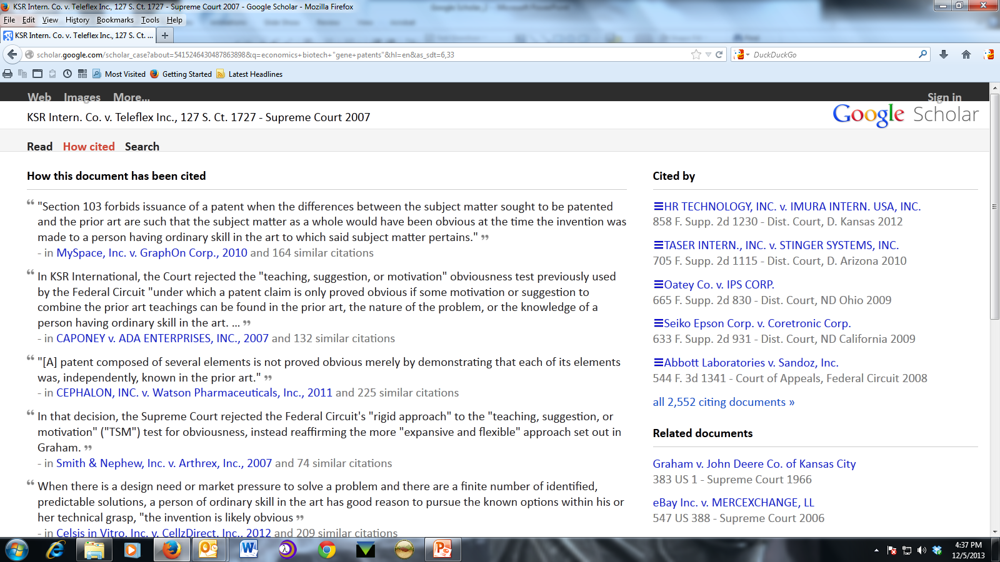 KSR Intern. Co. v. Teleflex Inc., 127 S. Ct. 1727 - Supreme Court 2007 - Google Scholar - Mozilla Firefox
File Edit View History Bookmarks Tools Help
KSR Intern. Co. v. Teleflex Inc., 127 S. Ct. ...
scholar.google.com/scholar_case?about=5415246430487863898&q=economics+biotech+"gene+patents"&hl=en&as_sdt=6,33
DuckDuckGo
Most Visited Getting Started Latest Headlines
Web Images More... Sign in
KSR Intern. Co. v. Teleflex Inc., 127 S. Ct. 1727 - Supreme Court 2007
Google Scholar
Read How cited Search
How this document has been cited
“ "Section 103 forbids issuance of a patent when the differences between the subject matter sought to be patented
and the prior art are such that the subject matter as a whole would have been obvious at the time the invention was
made to a person having ordinary skill in the art to which said subject matter pertains." ”
- in MySpace, Inc. v. GraphOn Corp., 2010 and 164 similar citations
“ In KSR International, the Court rejected the "teaching, suggestion, or motivation" obviousness test previously used
by the Federal Circuit "under which a patent claim is only proved obvious if some motivation or suggestion to
combine the prior art teachings can be found in the prior art, the nature of the problem, or the knowledge of a
person having ordinary skill in the art. ... ”
- in CAPONEY v. ADA ENTERPRISES, INC., 2007 and 132 similar citations
“ "[A] patent composed of several elements is not proved obvious merely by demonstrating that each of its elements
was, independently, known in the prior art." ”
- in CEPHALON, INC. v. Watson Pharmaceuticals, Inc., 2011 and 225 similar citations
“ In that decision, the Supreme Court rejected the Federal Circuit's "rigid approach" to the "teaching, suggestion, or
motivation" ("TSM") test for obviousness, instead reaffirming the more "expansive and flexible" approach set out in
Graham. ”
- in Smith & Nephew, Inc. v. Arthrex, Inc., 2007 and 74 similar citations
“ When there is a design need or market pressure to solve a problem and there are a finite number of identified,
predictable solutions, a person of ordinary skill in the art has good reason to pursue the known options within his or
her technical grasp, "the invention is likely obvious ”
- in Celsis in Vitro, Inc. v. CellzDirect, Inc., 2012 and 209 similar citations
Cited by
HR TECHNOLOGY, INC. v. IMURA INTERN. USA, INC.
858 F. Supp. 2d 1230 - Dist. Court, D. Kansas 2012
TASER INTERN., INC. v. STINGER SYSTEMS, INC.
705 F. Supp. 2d 1115 - Dist. Court, D. Arizona 2010
Oatey Co. v. IPS CORP.
665 F. Supp. 2d 830 - Dist. Court, ND Ohio 2009
Seiko Epson Corp. v. Coretronic Corp.
633 F. Supp. 2d 931 - Dist. Court, ND California 2009
Abbott Laboratories v. Sandoz, Inc.
544 F. 3d 1341 - Court of Appeals, Federal Circuit 2008
all 2,552 citing documents »
Related documents
Graham v. John Deere Co. of Kansas City
383 US 1 - Supreme Court 1966
eBay Inc. v. MERCEXCHANGE, LL
547 US 388 - Supreme Court 2006
4:37 PM
12/5/2013